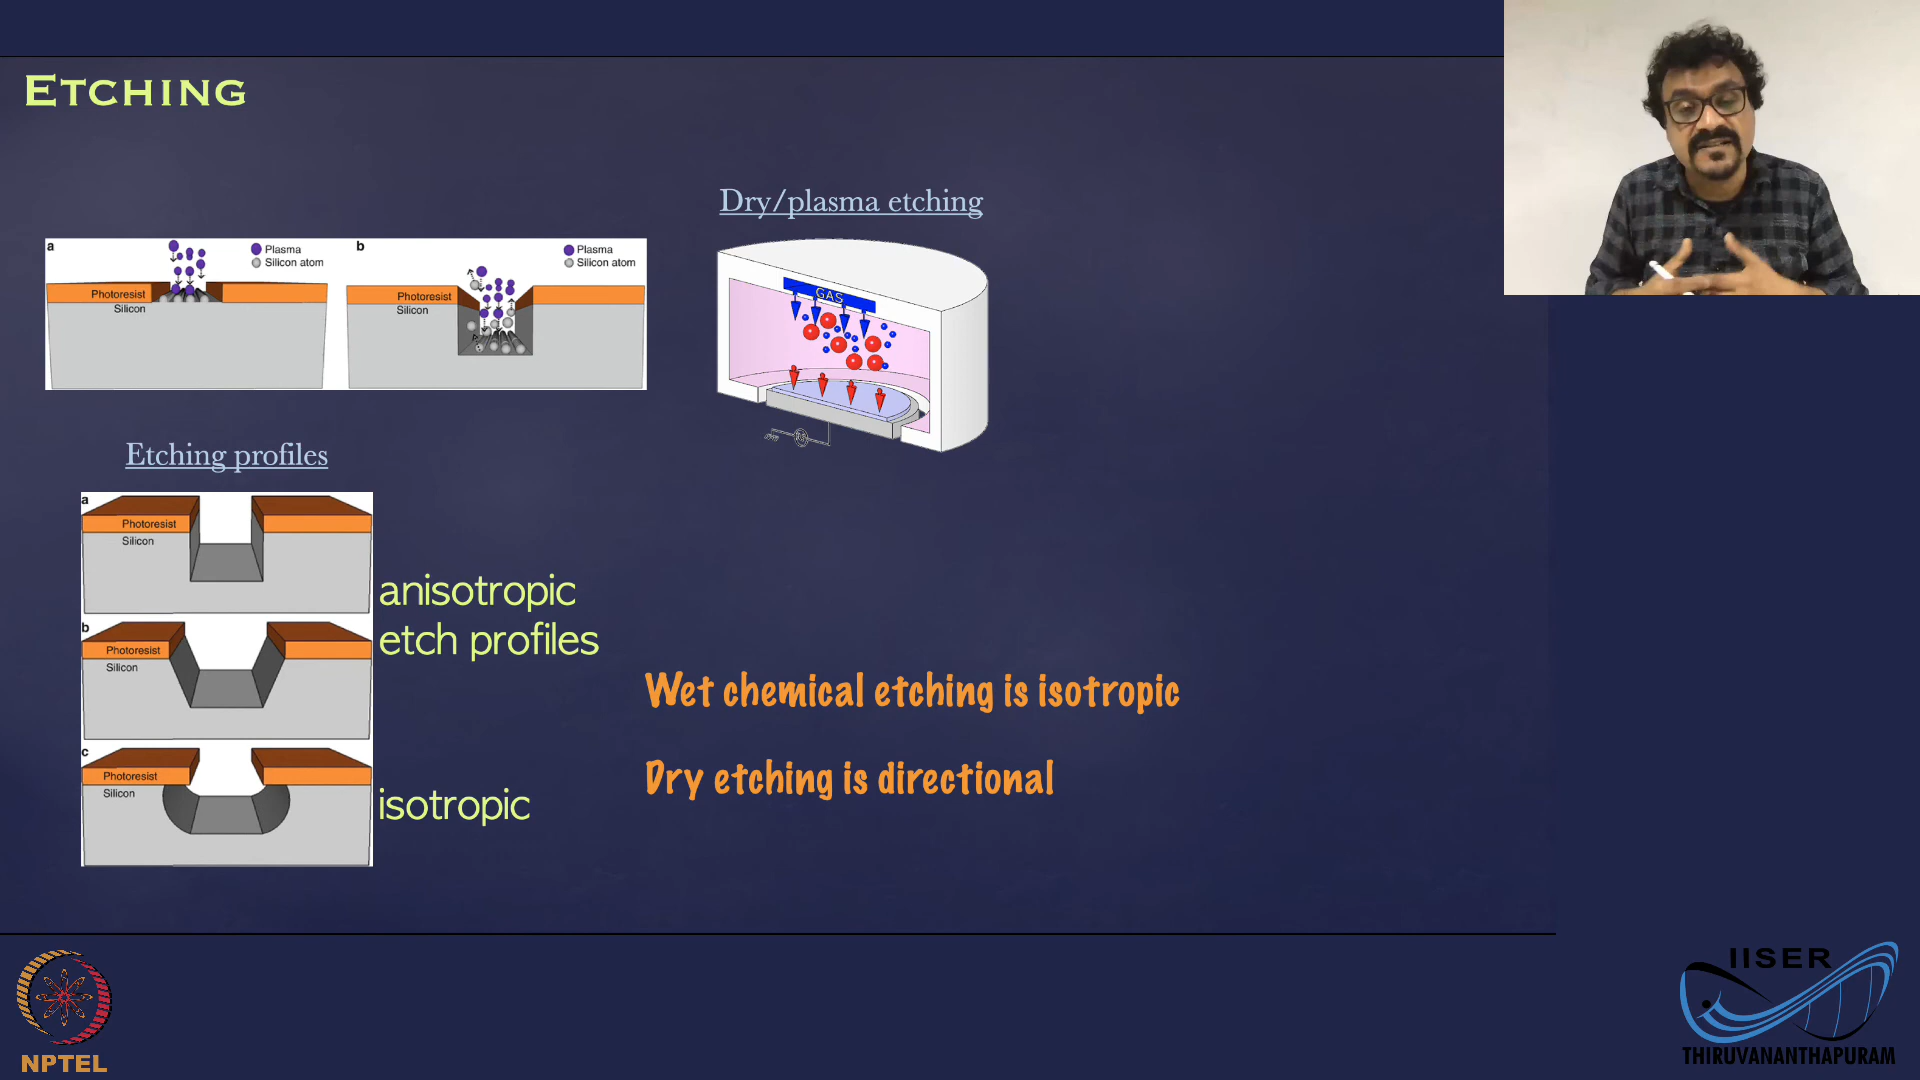 ETCHING
Dry/plasma etching
a
Plasma
Silicon atom
Photoresist
Silicon
b
Plasma
Silicon atom
Photoresist
Silicon
GAS
Etching profiles
a
Photoresist
Silicon
anisotropic
etch profiles
b
Photoresist
Silicon
c
Photoresist
Silicon
isotropic
Wet chemical etching is isotropic
Dry etching is directional
NPTEL
IISER
THIRUVANANTHAPURAM